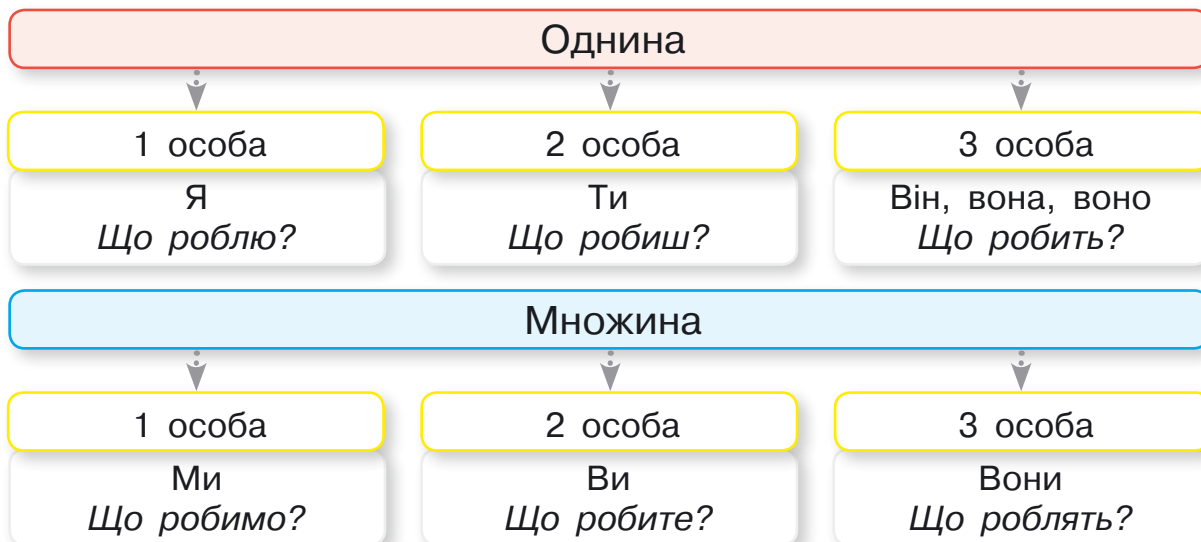 Однина
1 особа
2 особа
3 особа
Я
Що роблю?
Ти
Що робиш?
Він, вона, воно
Що робить?
Множина
1 особа
2 особа
3 особа
Ми
Що робимо?
Ви
Що робите?
Вони
Що роблять?